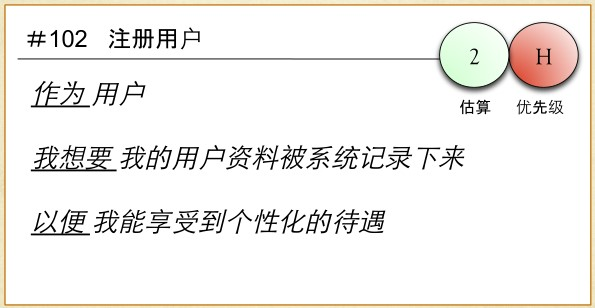 #102 注册用户
2 H
估算 优先级
作为 用户
我想要 我的用户资料被系统记录下来
以便 我能享受到个性化的待遇